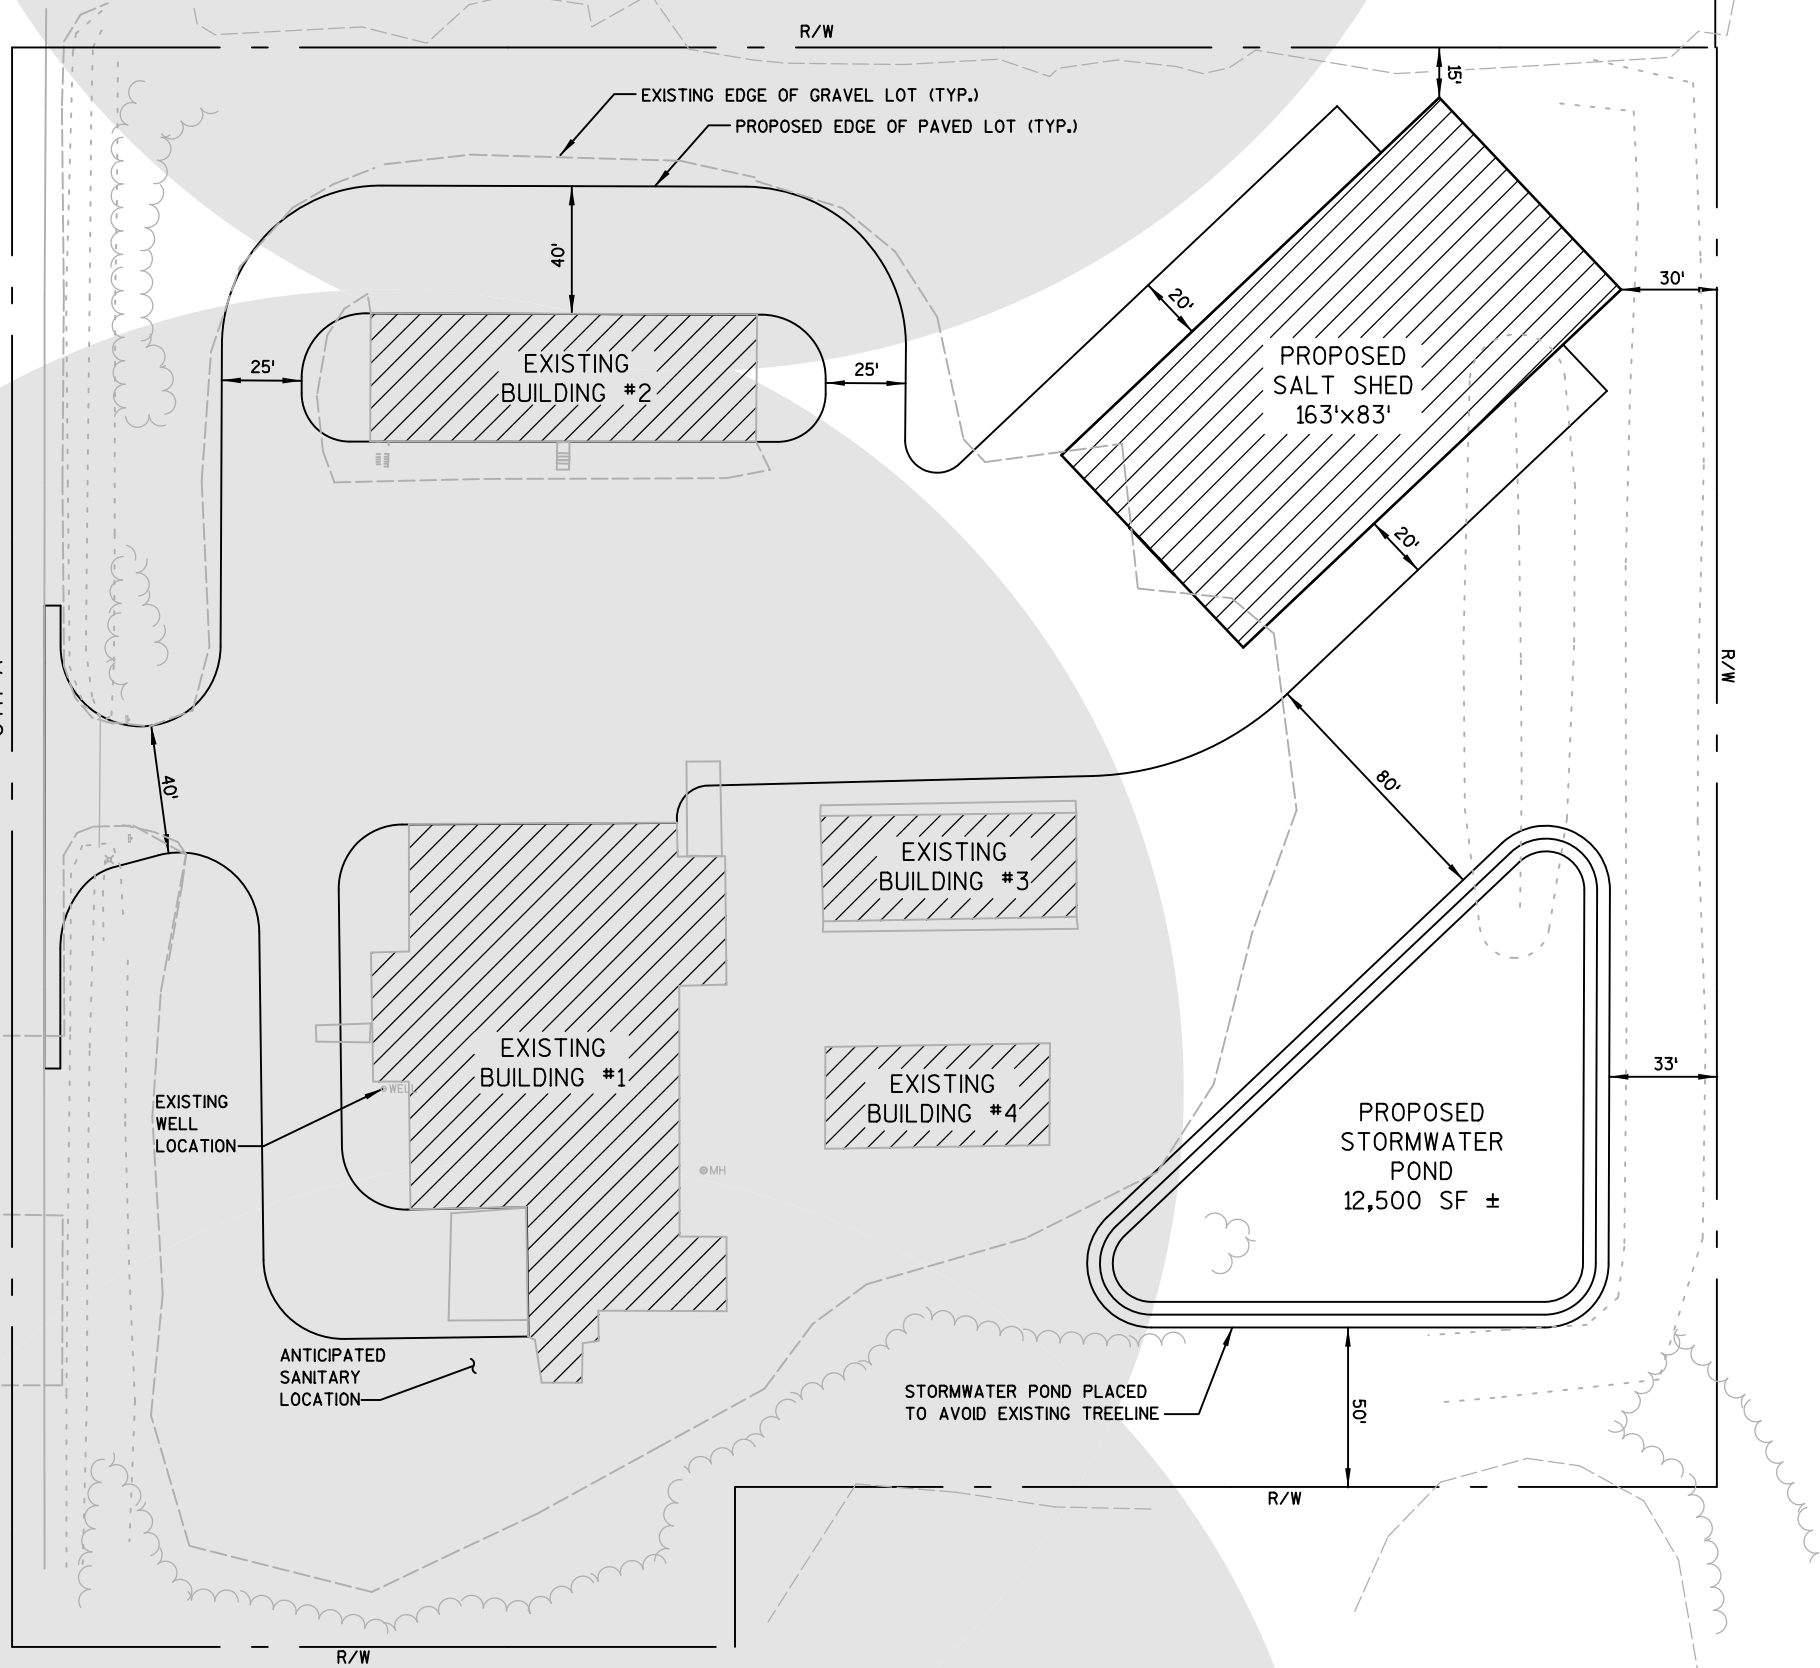 R/W
15'
EXISTING EDGE OF GRAVEL LOT (TYP.)
PROPOSED EDGE OF PAVED LOT (TYP.)
40'
20'
30'
25'
EXISTING
BUILDING #2
25'
PROPOSED
SALT SHED
163'x83'
20'
R/W
40'
80'
EXISTING
BUILDING #3
EXISTING
BUILDING #1
WELL
EXISTING
WELL
LOCATION
EXISTING
BUILDING #4
33'
MH
PROPOSED
STORMWATER
POND
12,500 SF ±
ANTICIPATED
SANITARY
LOCATION
STORMWATER POND PLACED
TO AVOID EXISTING TREELINE
50'
R/W
R/W